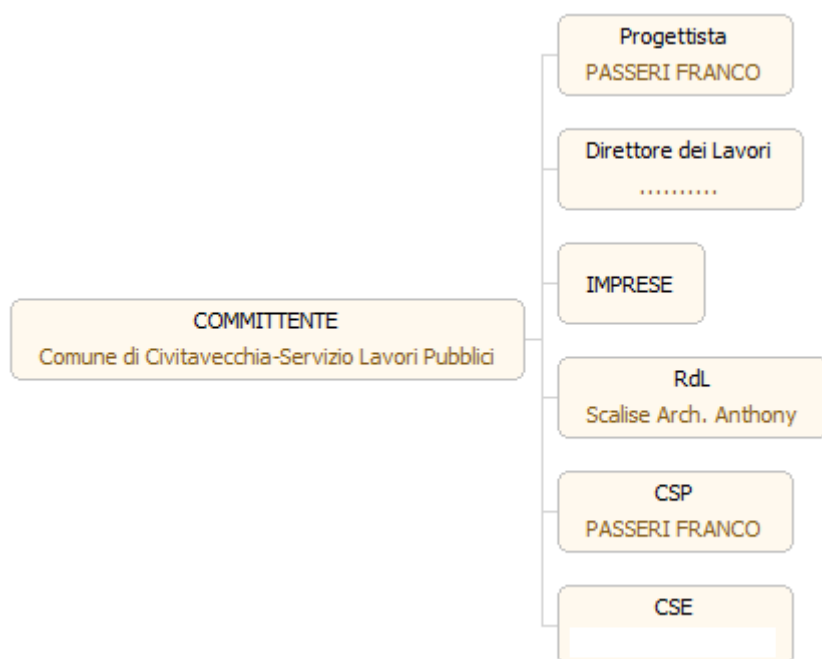 Progettista
PASSERI FRANCO
Direttore dei Lavori
..........
IMPRESE
COMMITTENTE
Comune di Civitavecchia-Servizio Lavori Pubblici
RdL
Scalise Arch. Anthony
CSP
PASSERI FRANCO
CSE